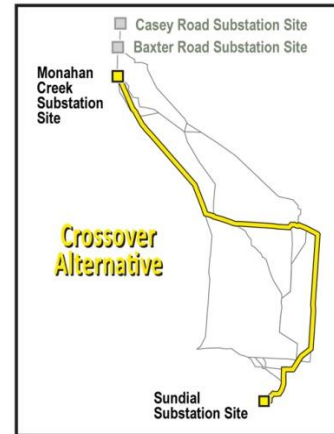 Casey Road Substation Site
Baxter Road Substation Site
Monahan
Creek
Substation
Site
Crossover
Alternative
Sundial
Substation Site